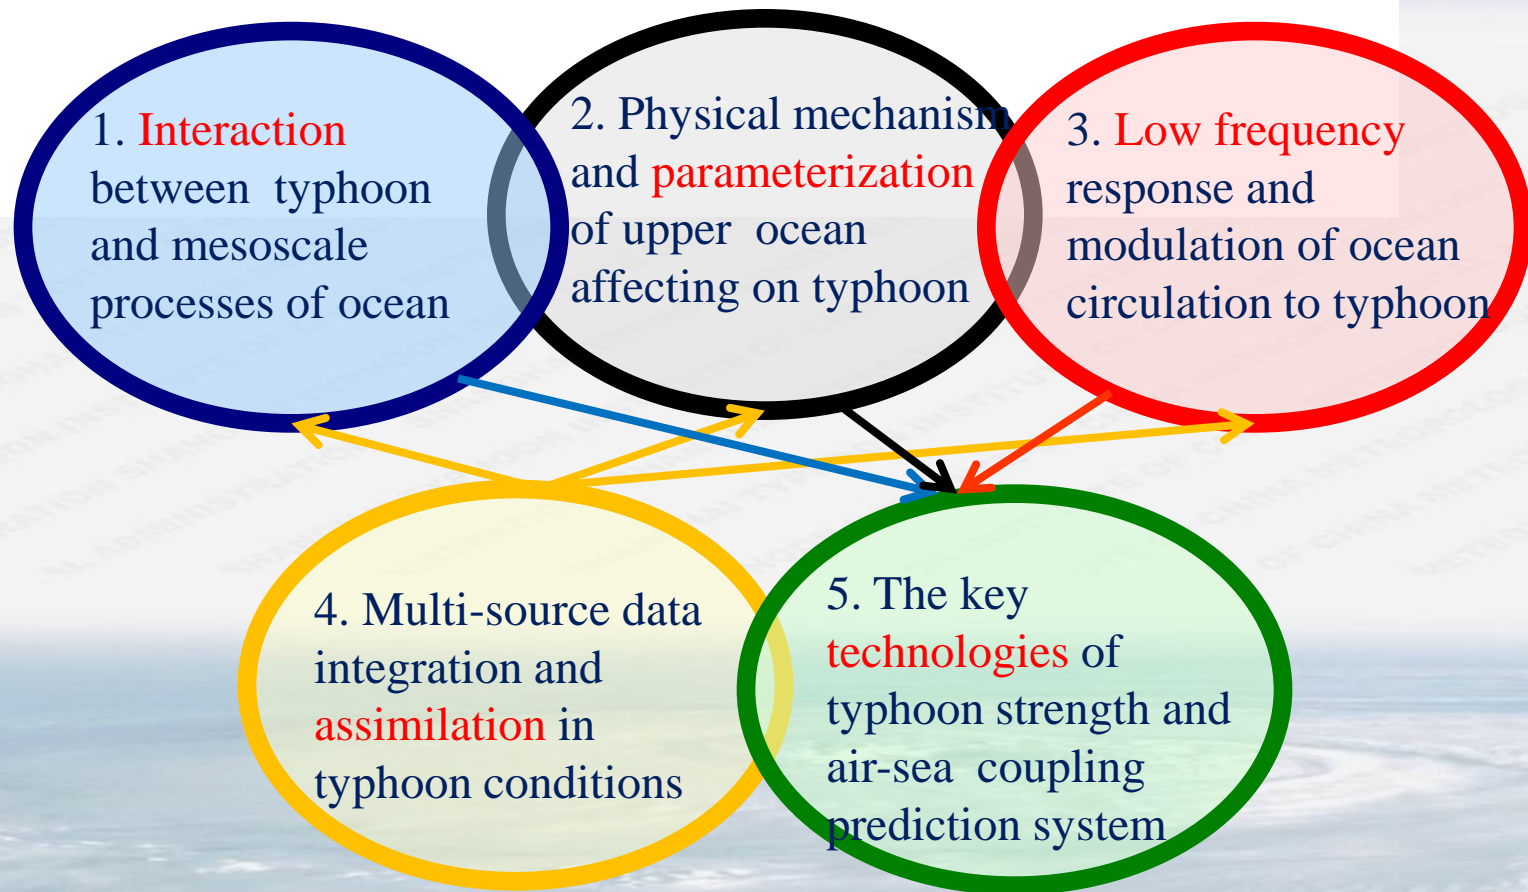 1. Interaction
between typhoon
and mesoscale
processes of ocean
2. Physical mechanism
and parameterization
of upper ocean
affecting on typhoon
3. Low frequency
response and
modulation of ocean
circulation to typhoon
4. Multi-source data
integration and
assimilation in
typhoon conditions
5. The key
technologies of
typhoon strength and
air-sea coupling
prediction system